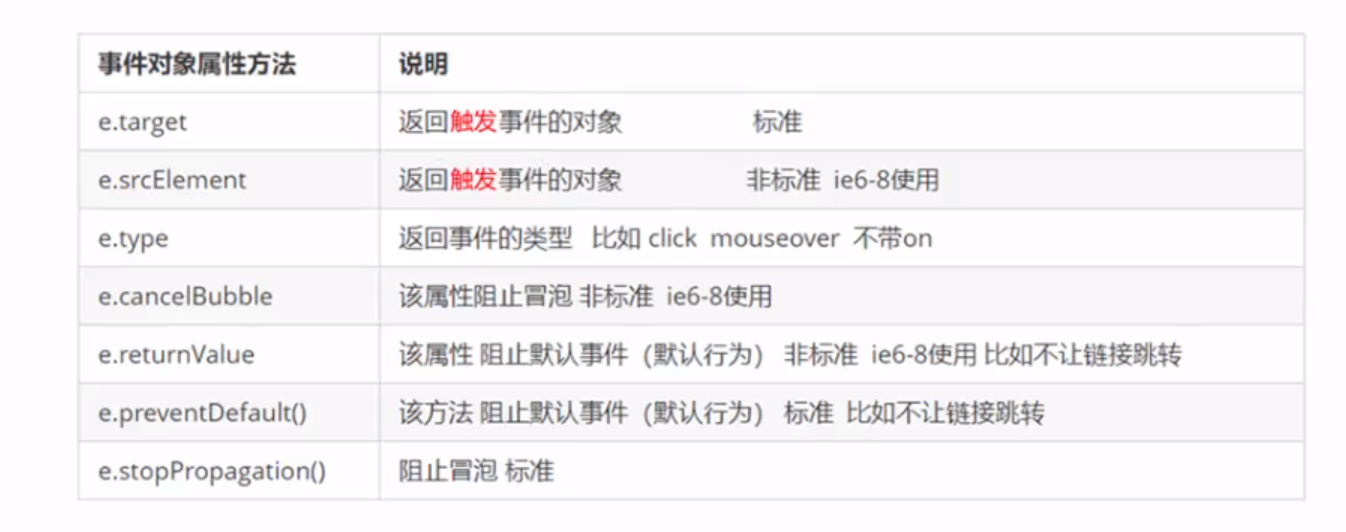 事件对象属性方法 说明
e.target 返回触发事件的对象 标准
e.srcElement 返回触发事件的对象 非标准 ie6-8使用
e.type 返回事件的类型 比如 click mouseover 不带on
e.cancelBubble 该属性阻止冒泡 非标准 ie6-8使用
e.returnValue 该属性 阻止默认事件（默认行为） 非标准 ie6-8使用 比如不让链接跳转
e.preventDefault() 该方法 阻止默认事件（默认行为） 标准 比如不让链接跳转
e.stopPropagation() 阻止冒泡 标准